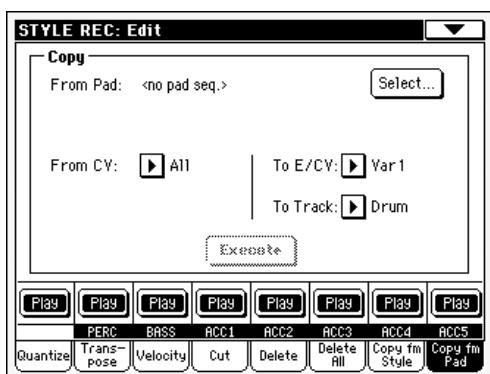 STYLE REC: Edit
Copy
From Pad: <no pad seq.> Select...
From CV: All To E/CV: Var1
To Track: Drum
Execute
Play Play Play Play Play Play Play Play
PERC BASS ACC1 ACC2 ACC3 ACC4 ACC5
Quantize Trans-pose Velocity Cut Delete Delete All Copy fm Style Copy fm Pad